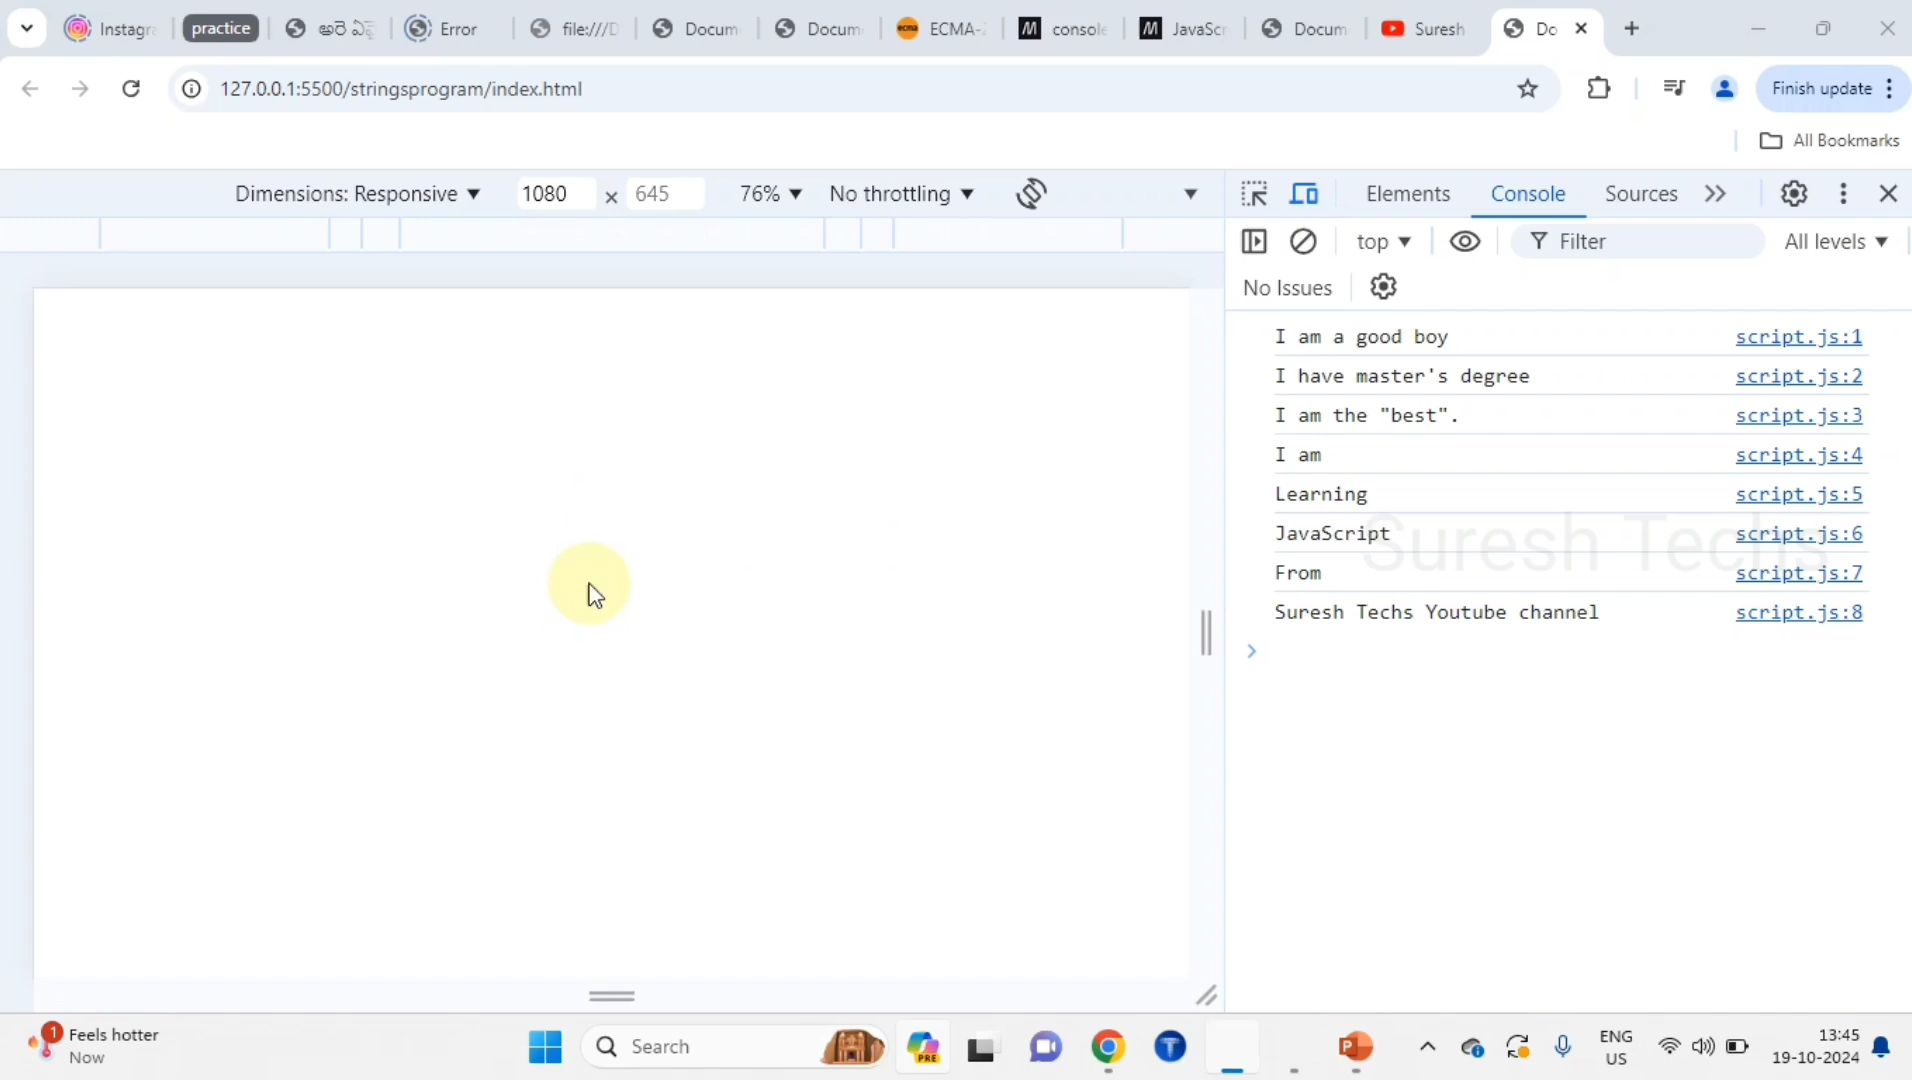 Instagr
practice
Error
file:///D
Docum
Docum
ECMA-2
console
JavaScr
Docum
Suresh
Do
127.0.0.1:5500/stringsprogram/index.html
Finish update
All Bookmarks
Dimensions: Responsive
1080 × 645
76%
No throttling
Elements
Console
Sources
top
Filter
All levels
No Issues
I am a good boy script.js:1
I have master's degree script.js:2
I am the "best". script.js:3
I am script.js:4
Learning script.js:5
JavaScript script.js:6
Suresh Techs
From script.js:7
Suresh Techs Youtube channel script.js:8
1
Feels hotter
Now
Search
PRE
ENG
US
13:45
19-10-2024